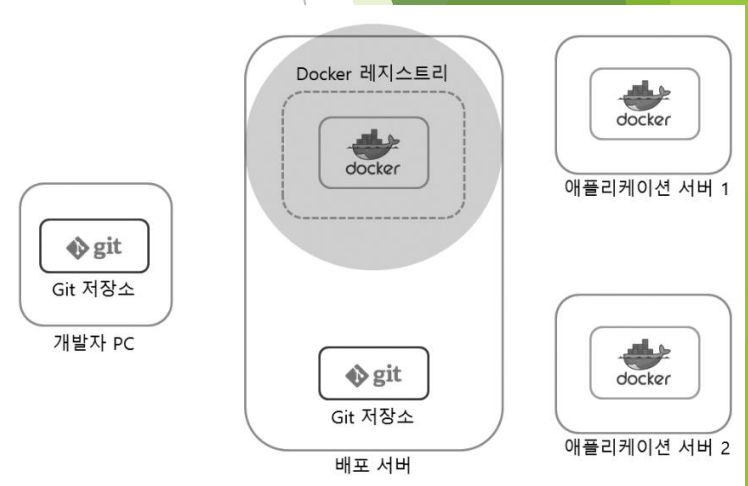 Docker 레지스트리
docker
git
Git 저장소
개발자 PC
git
Git 저장소
배포 서버
docker
애플리케이션 서버 1
docker
애플리케이션 서버 2